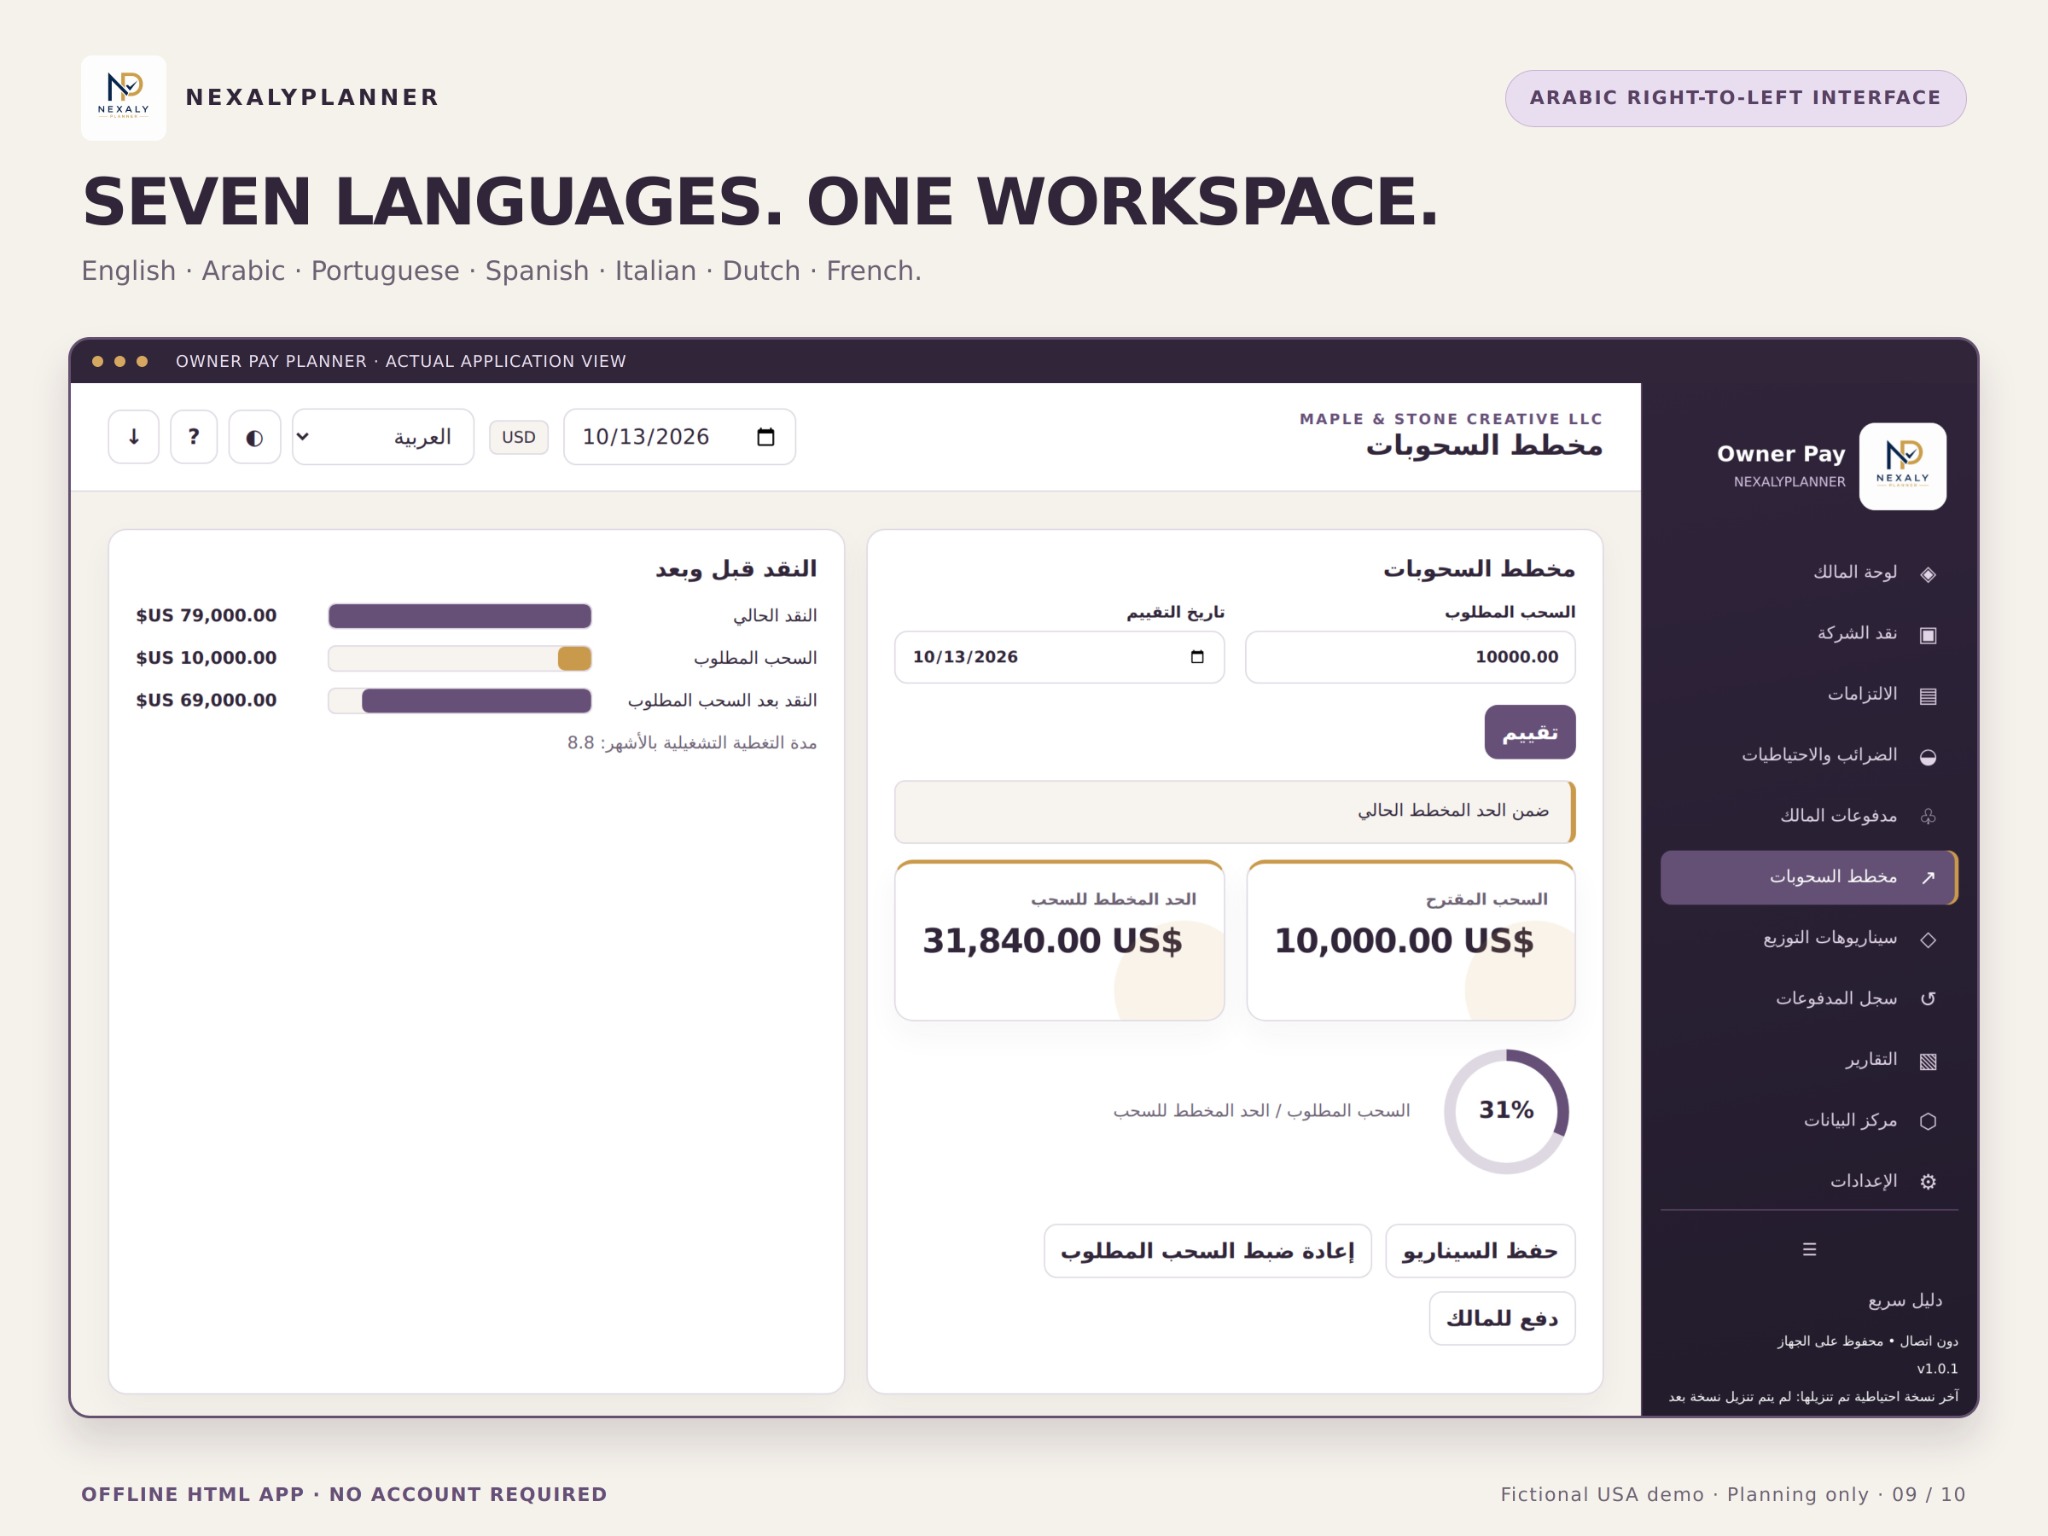 NEXALY
PLANNER
NEXALYPLANNER
ARABIC RIGHT-TO-LEFT INTERFACE
SEVEN LANGUAGES. ONE WORKSPACE.
English · Arabic · Portuguese · Spanish · Italian · Dutch · French.
OWNER PAY PLANNER · ACTUAL APPLICATION VIEW
Owner Pay
NEXALYPLANNER
NEXALY
PLANNER
لوحة المالك
نقد الشركة
الالتزامات
الضرائب والاحتياطيات
مدفوعات المالك
مخطط السحوبات
سيناريوهات التوزيع
سجل المدفوعات
التقارير
مركز البيانات
الإعدادات
دليل سريع
دون اتصال • محفوظ على الجهاز
v1.0.1
آخر نسخة احتياطية تم تنزيلها: لم يتم تنزيل نسخة بعد
MAPLE & STONE CREATIVE LLC
مخطط السحوبات
10/13/2026
USD
العربية
?
مخطط السحوبات
السحب المطلوب
10000.00
تاريخ التقييم
10/13/2026
تقييم
ضمن الحد المخطط الحالي
السحب المقترح
10,000.00 US$
الحد المخطط للسحب
31,840.00 US$
31%
السحب المطلوب / الحد المخطط للسحب
حفظ السيناريو
إعادة ضبط السحب المطلوب
دفع للمالك
النقد قبل وبعد
النقد الحالي
$US 79,000.00
السحب المطلوب
$US 10,000.00
النقد بعد السحب المطلوب
$US 69,000.00
مدة التغطية التشغيلية بالأشهر: 8.8
OFFLINE HTML APP · NO ACCOUNT REQUIRED
Fictional USA demo · Planning only · 09 / 10